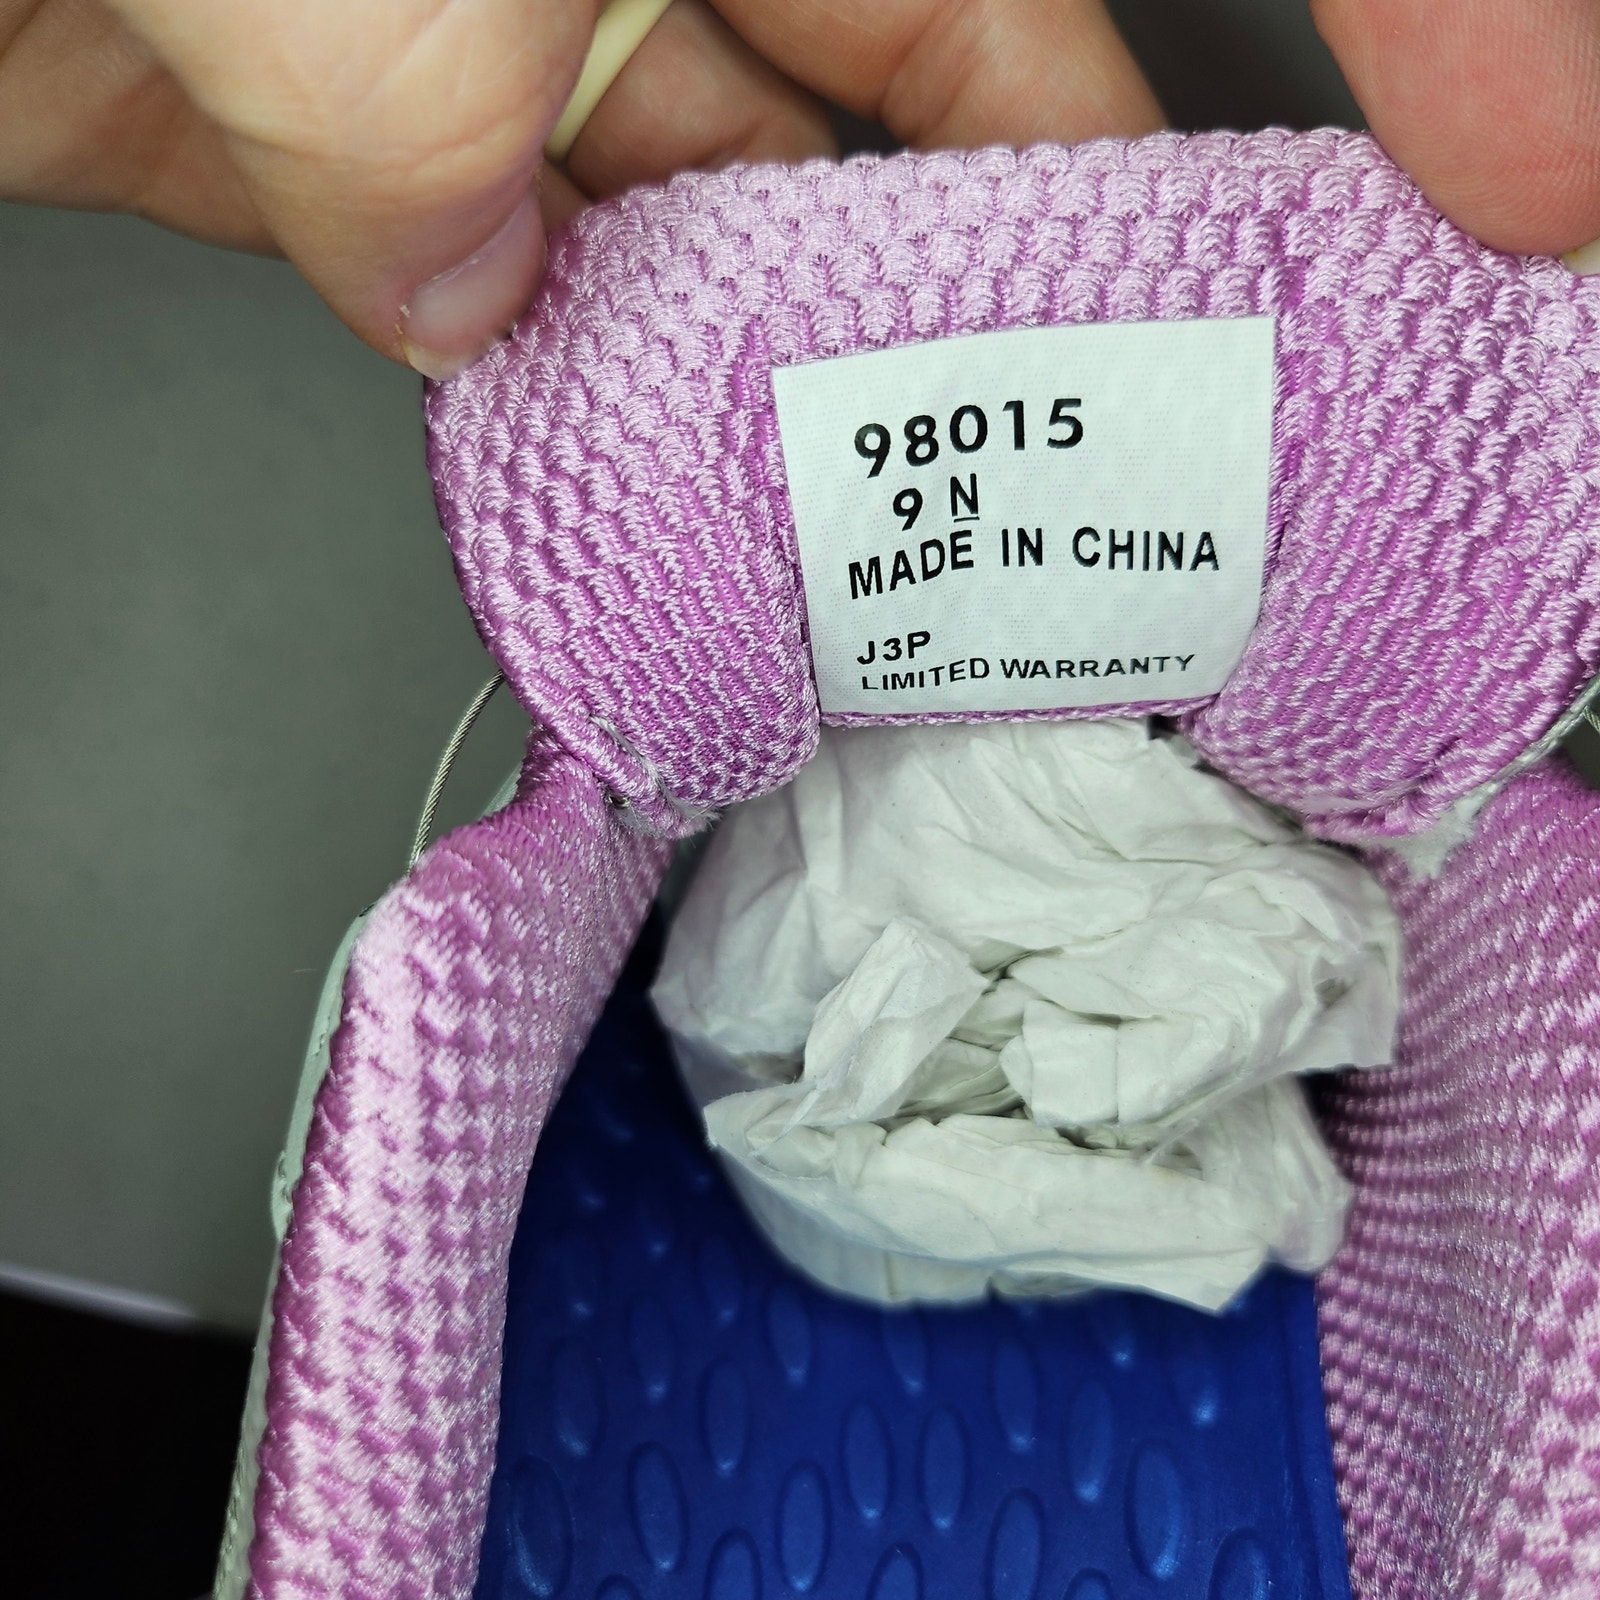 98015
9 N
MADE IN CHINA
J3P
LIMITED WARRANTY